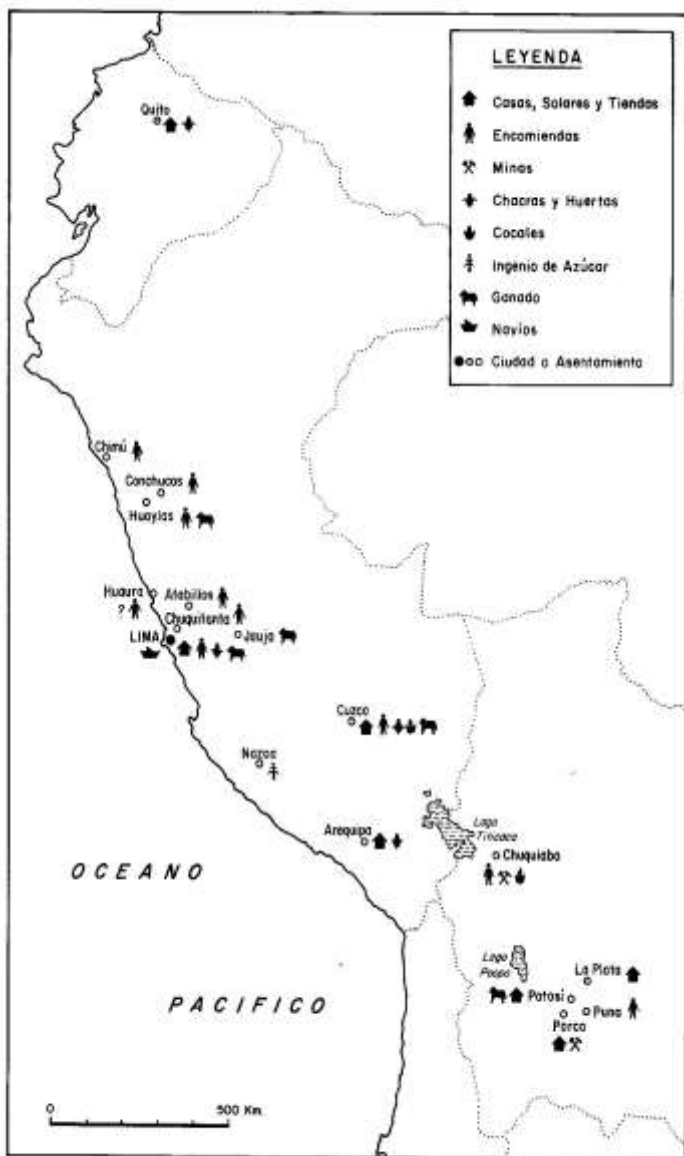 LEYENDA
Casas, Solares y Tiendas
Encomiendas
Minas
Chacras y Huertas
Cocales
Ingenio de Azúcar
Ganado
Navíos
Ciudad o Asentamiento
Quito
Chimú
Conchucos
Huaylas
Huaura
?
Atabillos
Chuquitanta
LIMA
Jauja
Cuzco
Nazca
Arequipa
Lago
Titicaca
Chuquiabo
OCEANO
PACIFICO
Lago
Poopó
La Plata
Potosí
Puna
Porco
0 500 Km.